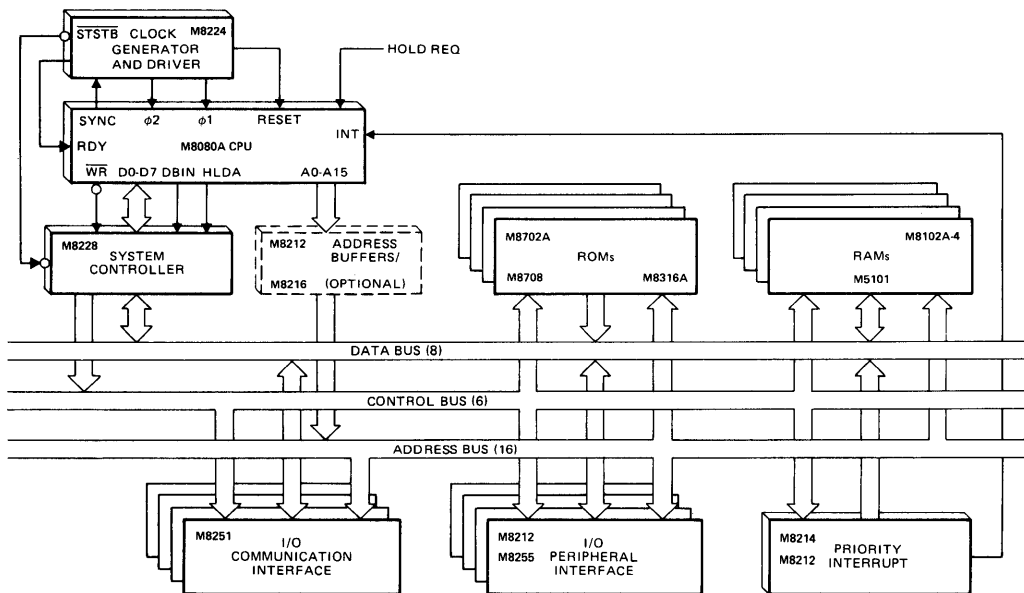 STSTB CLOCK M8224
GENERATOR
AND DRIVER
HOLD REQ
SYNC φ2 φ1 RESET
INT
RDY M8080A CPU
WR D0-D7 DBIN HLDA A0-A15
M8228
SYSTEM
CONTROLLER
M8212 ADDRESS
BUFFERS/
M8216 (OPTIONAL)
M8702A
ROMs
M8708 M8316A
M8102A-4
RAMs
M5101
DATA BUS (8)
CONTROL BUS (6)
ADDRESS BUS (16)
M8251 I/O
COMMUNICATION
INTERFACE
M8212 I/O
M8255 PERIPHERAL
INTERFACE
M8214 PRIORITY
M8212 INTERRUPT